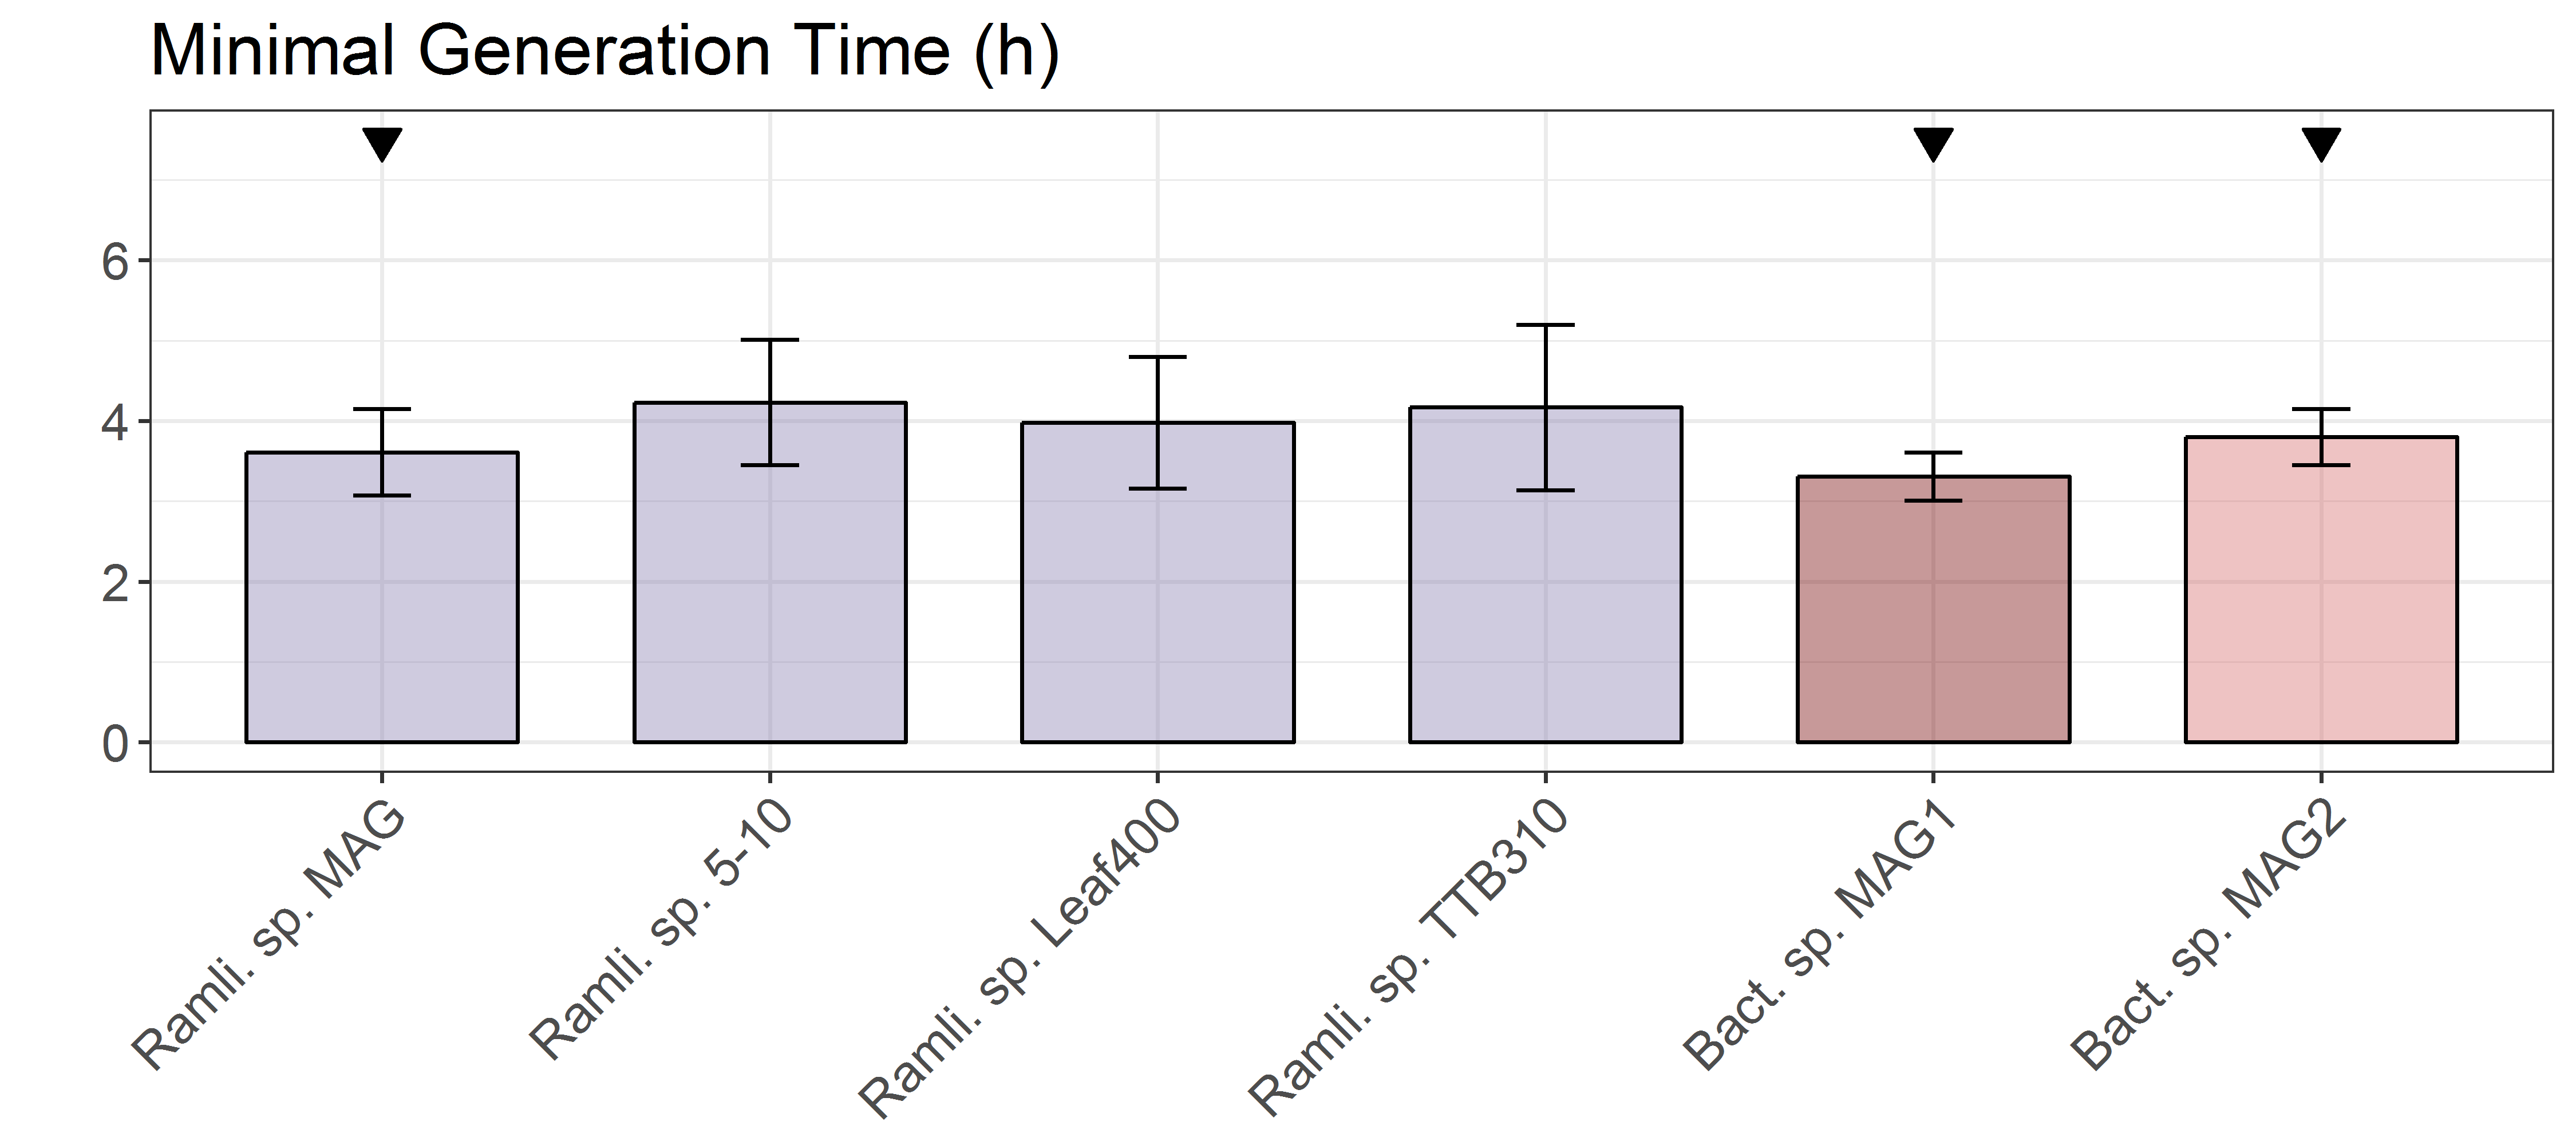 Minimal Generation Time (h)
6
4
2
0
Ramli. sp. MAG
Ramli. sp. 5-10
Ramli. sp. Leaf400
Ramli. sp. TTB310
Bact. sp. MAG1
Bact. sp. MAG2